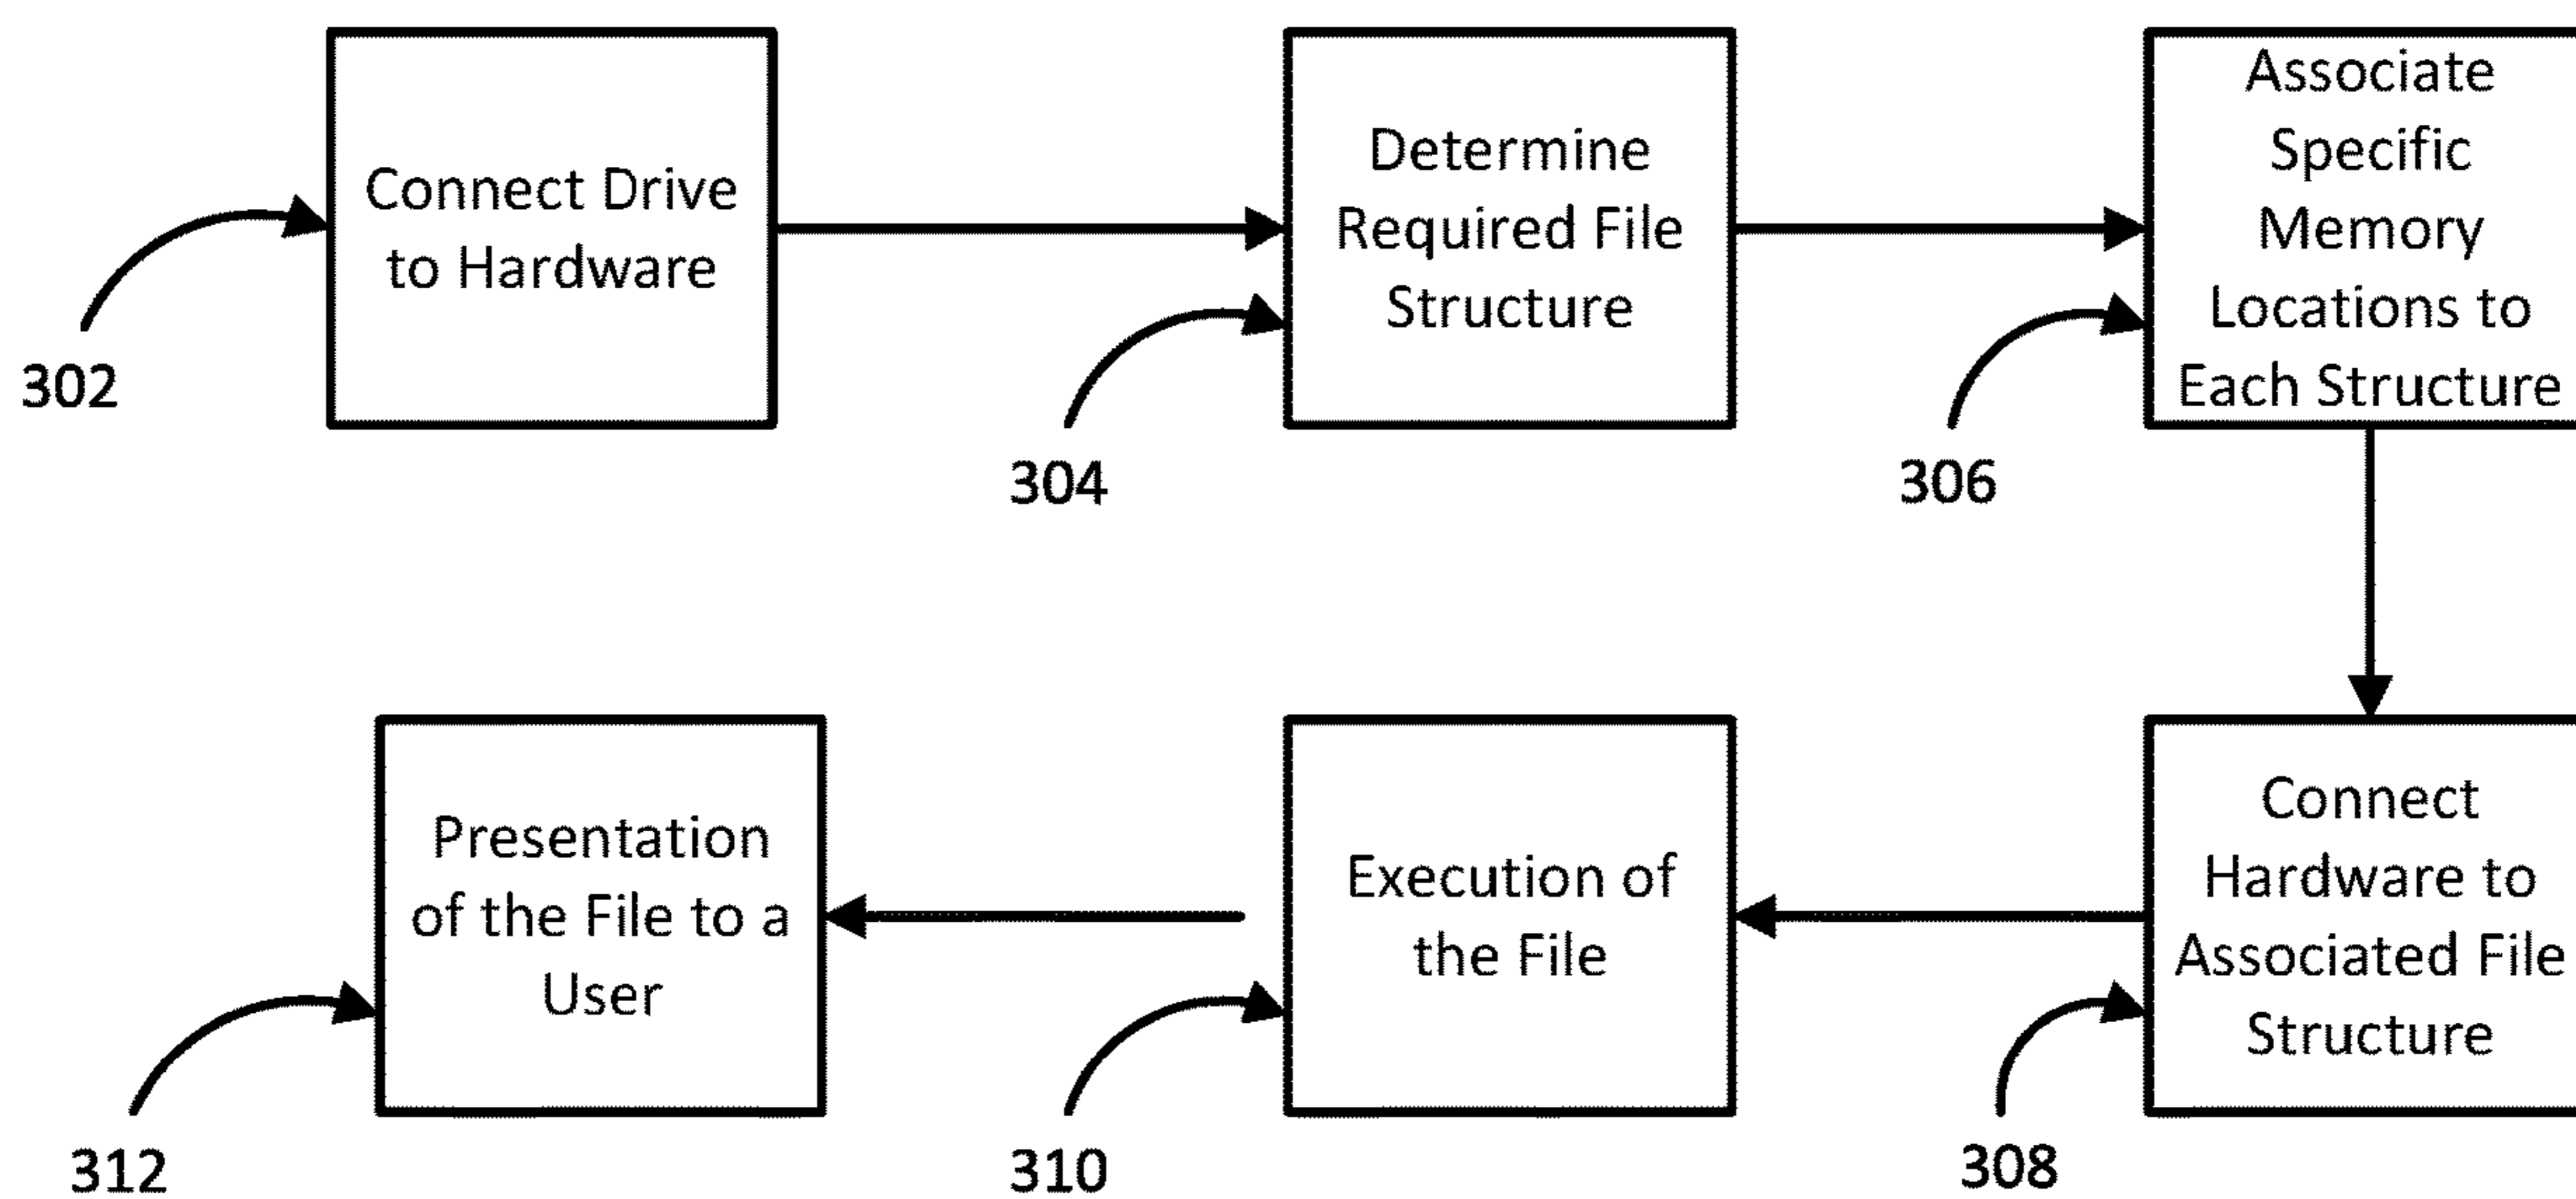 Connect Drive
to Hardware
302
Determine
Required File
Structure
304
Associate
Specific
Memory
Locations to
Each Structure
306
Connect
Hardware to
Associated File
Structure
308
Execution of
the File
310
Presentation
of the File to a
User
312